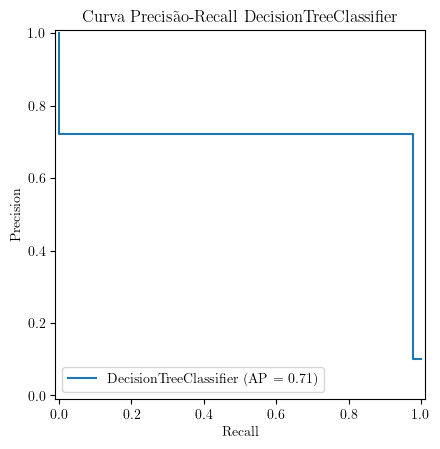 Curva Precisão-Recall DecisionTreeClassifier
1.0
0.8
0.6
0.4
0.2
0.0
Precision
DecisionTreeClassifier (AP = 0.71)
0.0 0.2 0.4 0.6 0.8 1.0
Recall